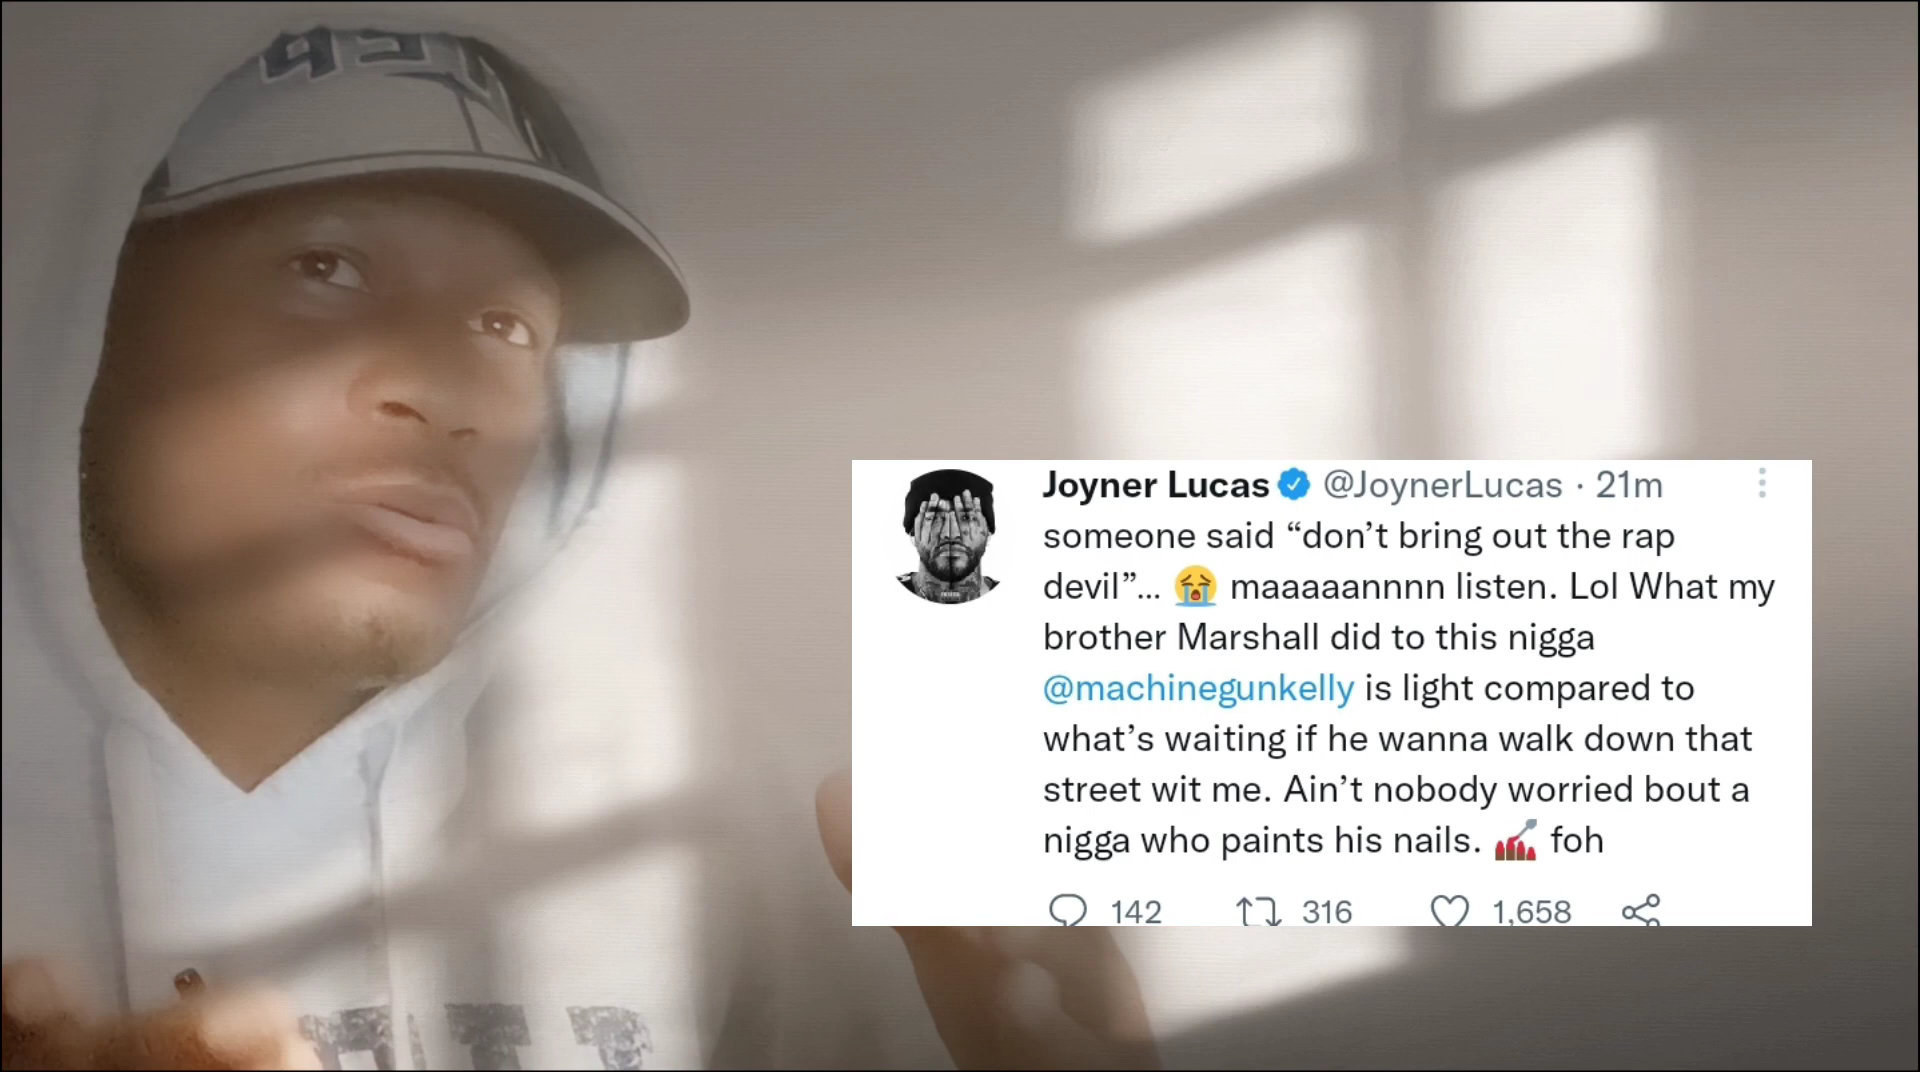 Joyner Lucas @JoynerLucas · 21m
someone said “don’t bring out the rap
devil”... 😭 maaaaannnn listen. Lol What my
brother Marshall did to this nigga
@machinegunkelly is light compared to
what’s waiting if he wanna walk down that
street wit me. Ain’t nobody worried bout a
nigga who paints his nails. 💅 foh
142 316 1,658